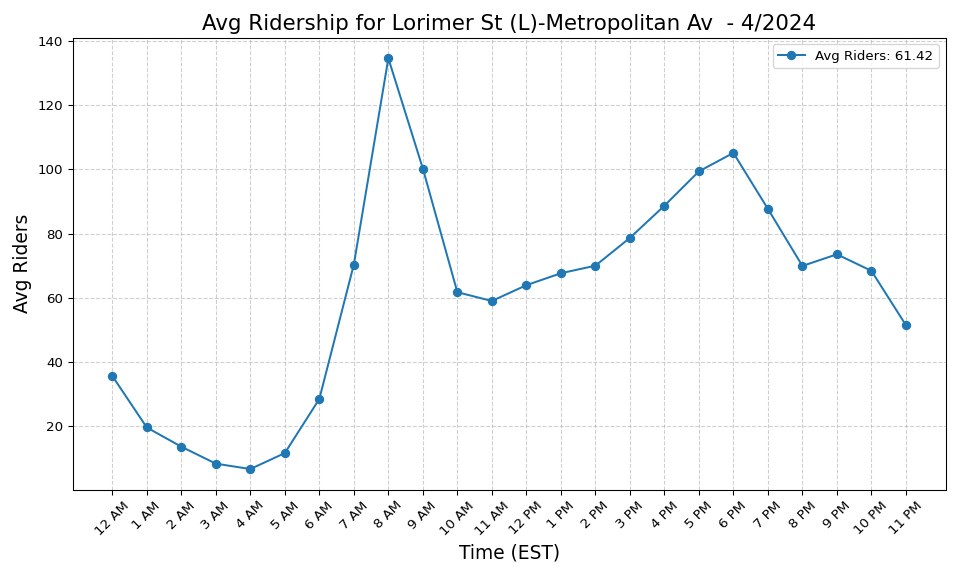 Avg Ridership for Lorimer St (L)-Metropolitan Av  - 4/2024
Avg Riders: 61.42
Avg Riders
140
120
100
80
60
40
20
12 AM 1 AM 2 AM 3 AM 4 AM 5 AM 6 AM 7 AM 8 AM 9 AM 10 AM 11 AM 12 PM 1 PM 2 PM 3 PM 4 PM 5 PM 6 PM 7 PM 8 PM 9 PM 10 PM 11 PM
Time (EST)